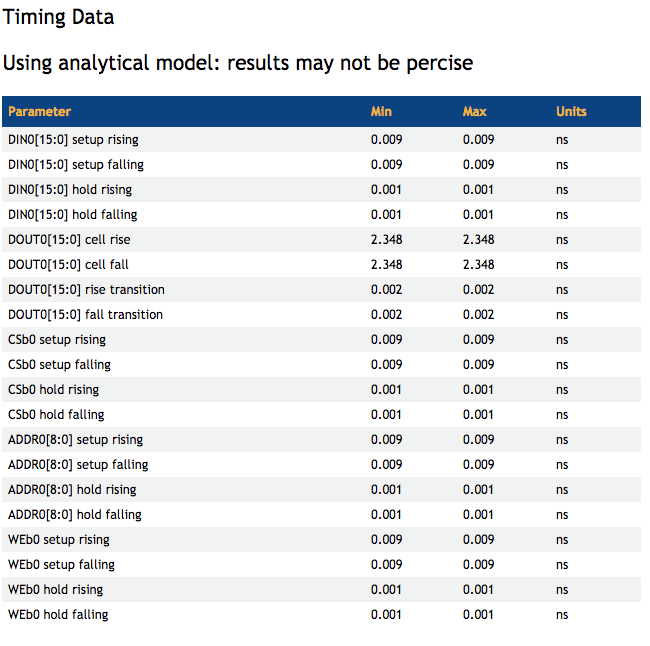 Timing Data
Using analytical model: results may not be percise
Parameter Min Max Units
DIN0[15:0] setup rising 0.009 0.009 ns
DIN0[15:0] setup falling 0.009 0.009 ns
DIN0[15:0] hold rising 0.001 0.001 ns
DIN0[15:0] hold falling 0.001 0.001 ns
DOUT0[15:0] cell rise 2.348 2.348 ns
DOUT0[15:0] cell fall 2.348 2.348 ns
DOUT0[15:0] rise transition 0.002 0.002 ns
DOUT0[15:0] fall transition 0.002 0.002 ns
CSb0 setup rising 0.009 0.009 ns
CSb0 setup falling 0.009 0.009 ns
CSb0 hold rising 0.001 0.001 ns
CSb0 hold falling 0.001 0.001 ns
ADDR0[8:0] setup rising 0.009 0.009 ns
ADDR0[8:0] setup falling 0.009 0.009 ns
ADDR0[8:0] hold rising 0.001 0.001 ns
ADDR0[8:0] hold falling 0.001 0.001 ns
WEb0 setup rising 0.009 0.009 ns
WEb0 setup falling 0.009 0.009 ns
WEb0 hold rising 0.001 0.001 ns
WEb0 hold falling 0.001 0.001 ns